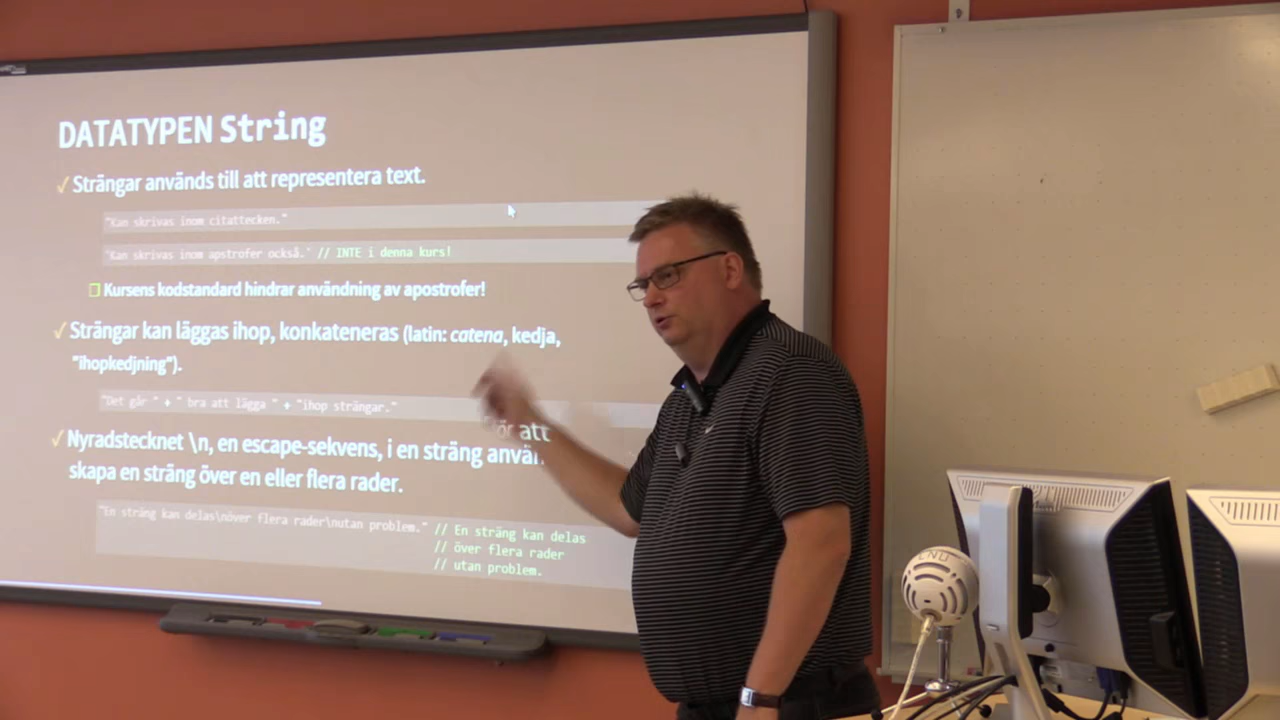 DATATYPEN String
✓ Strängar används till att representera text.
"Kan skrivas inom citattecken."
'Kan skrivas inom apstrofer också.' // INTE i denna kurs!
Kursens kodstandard hindrar användning av apostrofer!
✓ Strängar kan läggas ihop, konkateneras (latin: catena, kedja,
"ihopkedjning").
"Det går " + " bra att lägga " + "ihop strängar."
✓ Nyradstecknet \n, en escape-sekvens, i en sträng använ för att
skapa en sträng över en eller flera rader.
"En sträng kan delas\növer flera rader\nutan problem." // En sträng kan delas
// över flera rader
// utan problem.